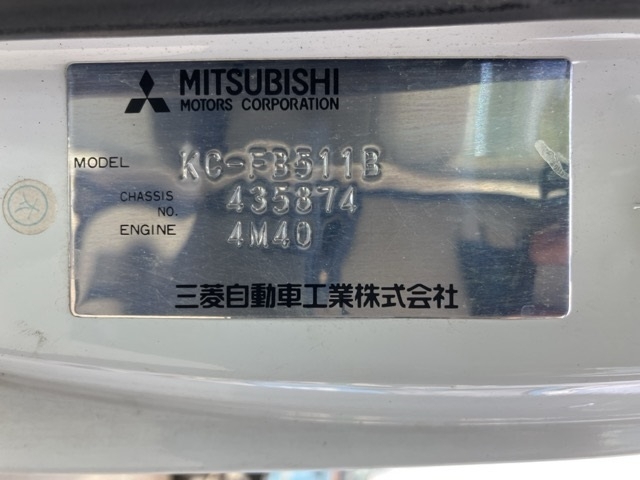 MITSUBISHI
MOTORS CORPORATION
MODEL KC-FB511B
CHASSIS NO. 435874
ENGINE 4M40
三菱自動車工業株式会社